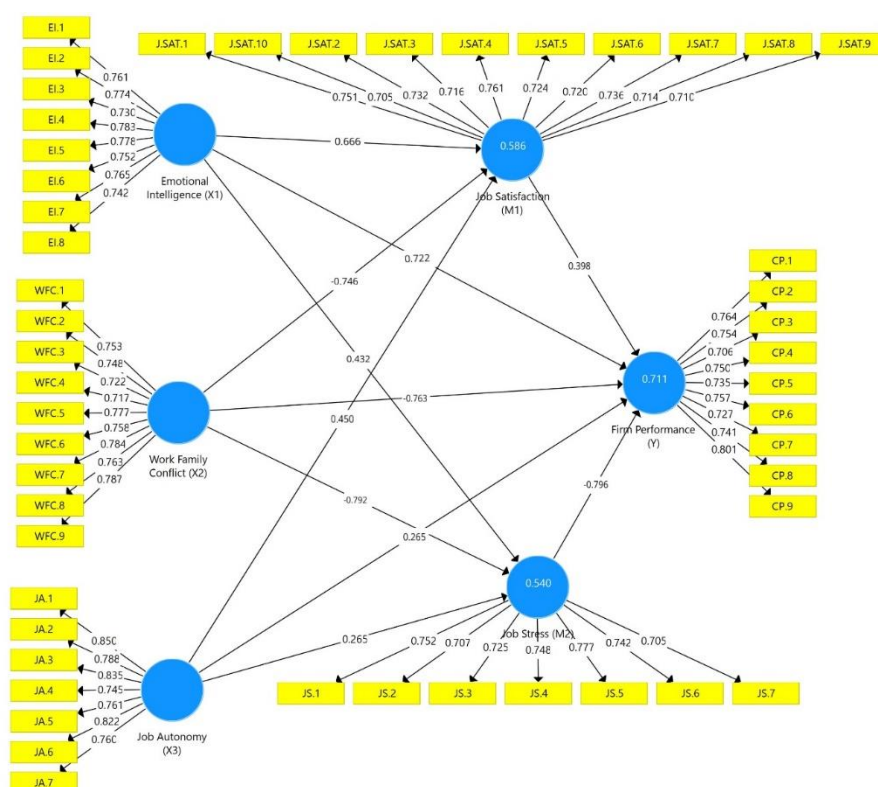 EI.1
EI.2
EI.3
EI.4
EI.5
EI.6
EI.7
EI.8
0.761
0.774
0.730
0.783
0.778
0.752
0.765
0.742
Emotional
Intelligence (X1)
J.SAT.1 J.SAT.10 J.SAT.2 J.SAT.3 J.SAT.4 J.SAT.5 J.SAT.6 J.SAT.7 J.SAT.8 J.SAT.9
0.751 0.705 0.732 0.716 0.761 0.724 0.720 0.736 0.714 0.710
0.586
Job Satisfaction
(M1)
0.666
0.722
-0.746
0.432
0.450
0.398
WFC.1
WFC.2
WFC.3
WFC.4
WFC.5
WFC.6
WFC.7
WFC.8
WFC.9
0.753
0.748
0.722
0.717
0.777
0.758
0.784
0.763
0.787
Work Family
Conflict (X2)
-0.763
-0.792
0.265
-0.796
0.711
Firm Performance
(Y)
0.764
0.754
0.706
0.750
0.735
0.757
0.727
0.741
0.801
CP.1
CP.2
CP.3
CP.4
CP.5
CP.6
CP.7
CP.8
CP.9
JA.1
JA.2
JA.3
JA.4
JA.5
JA.6
JA.7
0.850
0.788
0.835
0.745
0.761
0.822
0.760
Job Autonomy
(X3)
0.265
0.540
Job Stress (M2)
0.752 0.707 0.725 0.748 0.777 0.742 0.705
JS.1 JS.2 JS.3 JS.4 JS.5 JS.6 JS.7